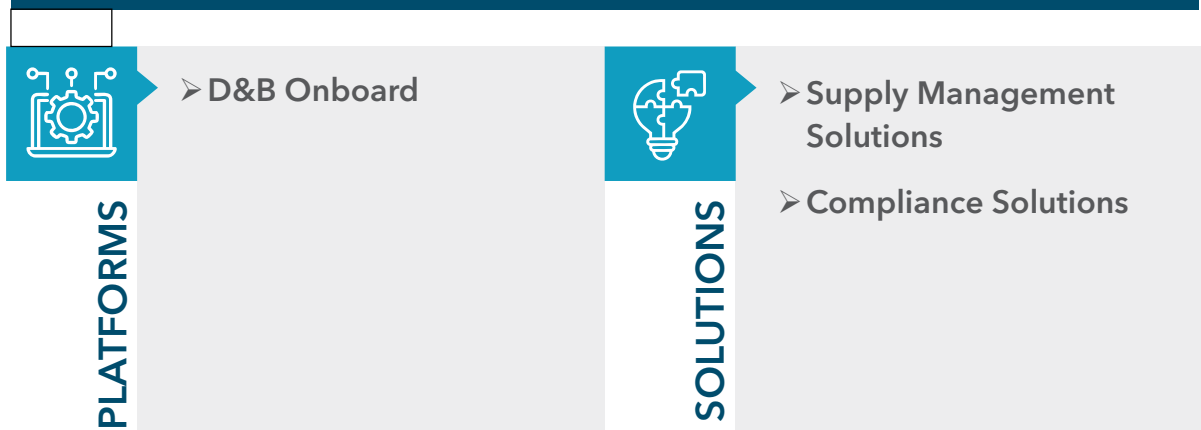 ➢ D&B Onboard
PLATFORMS
➢ Supply Management
Solutions
➢ Compliance Solutions
SOLUTIONS